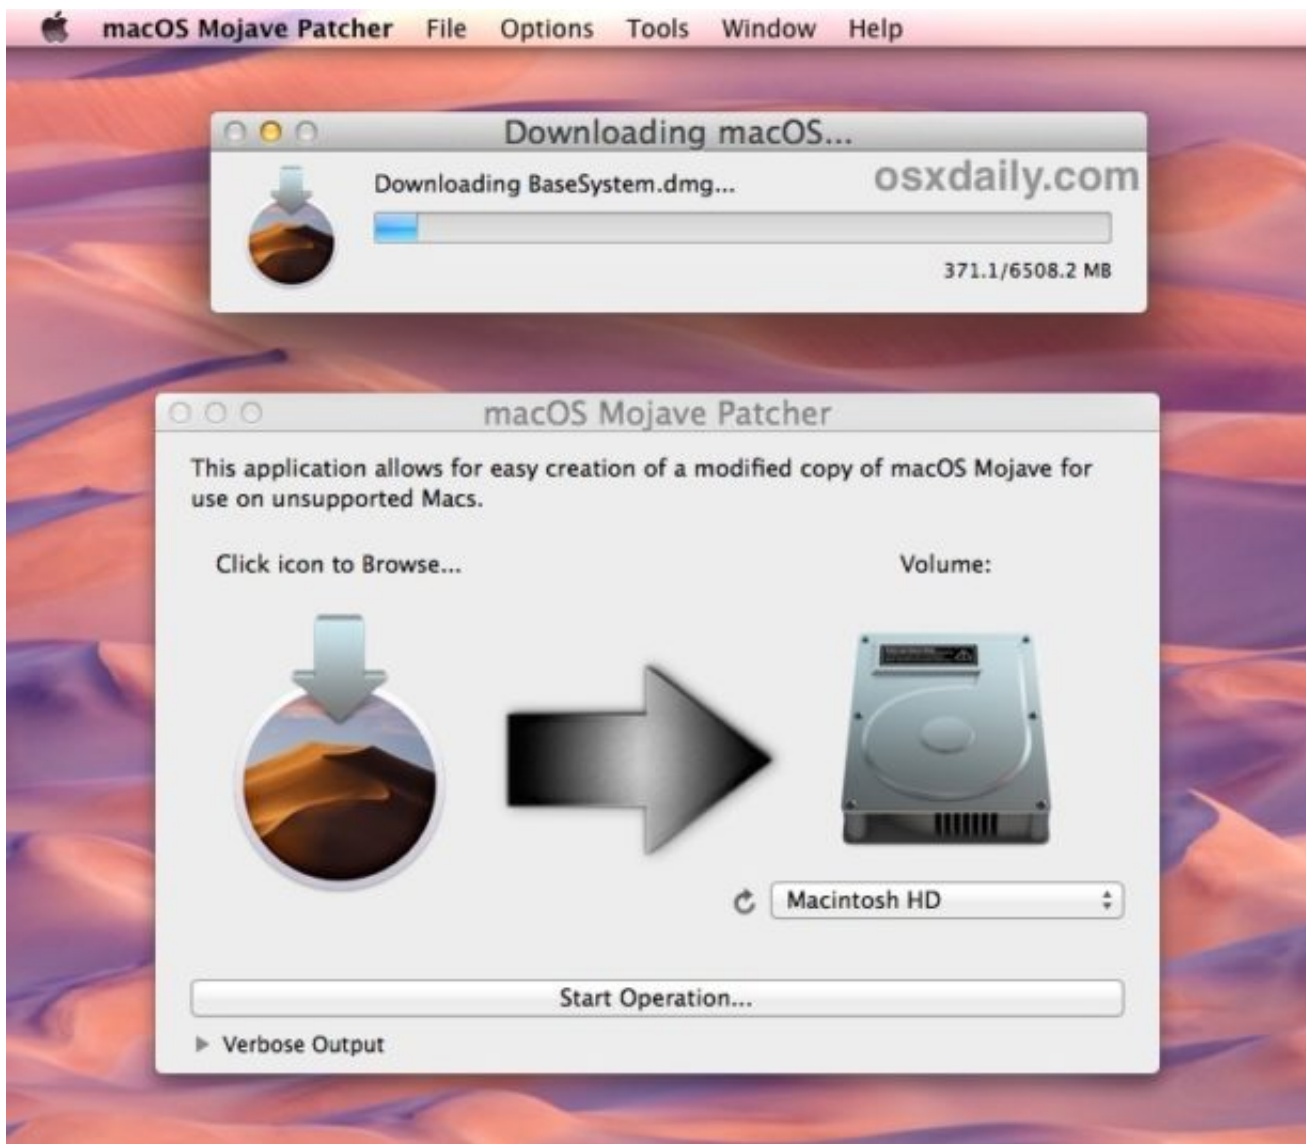 macOS Mojave Patcher File Options Tools Window Help
Downloading macOS...
osxdaily.com
Downloading BaseSystem.dmg...
371.1/6508.2 MB
macOS Mojave Patcher
This application allows for easy creation of a modified copy of macOS Mojave for
use on unsupported Macs.
Click icon to Browse...
Volume:
Macintosh HD
Start Operation...
Verbose Output